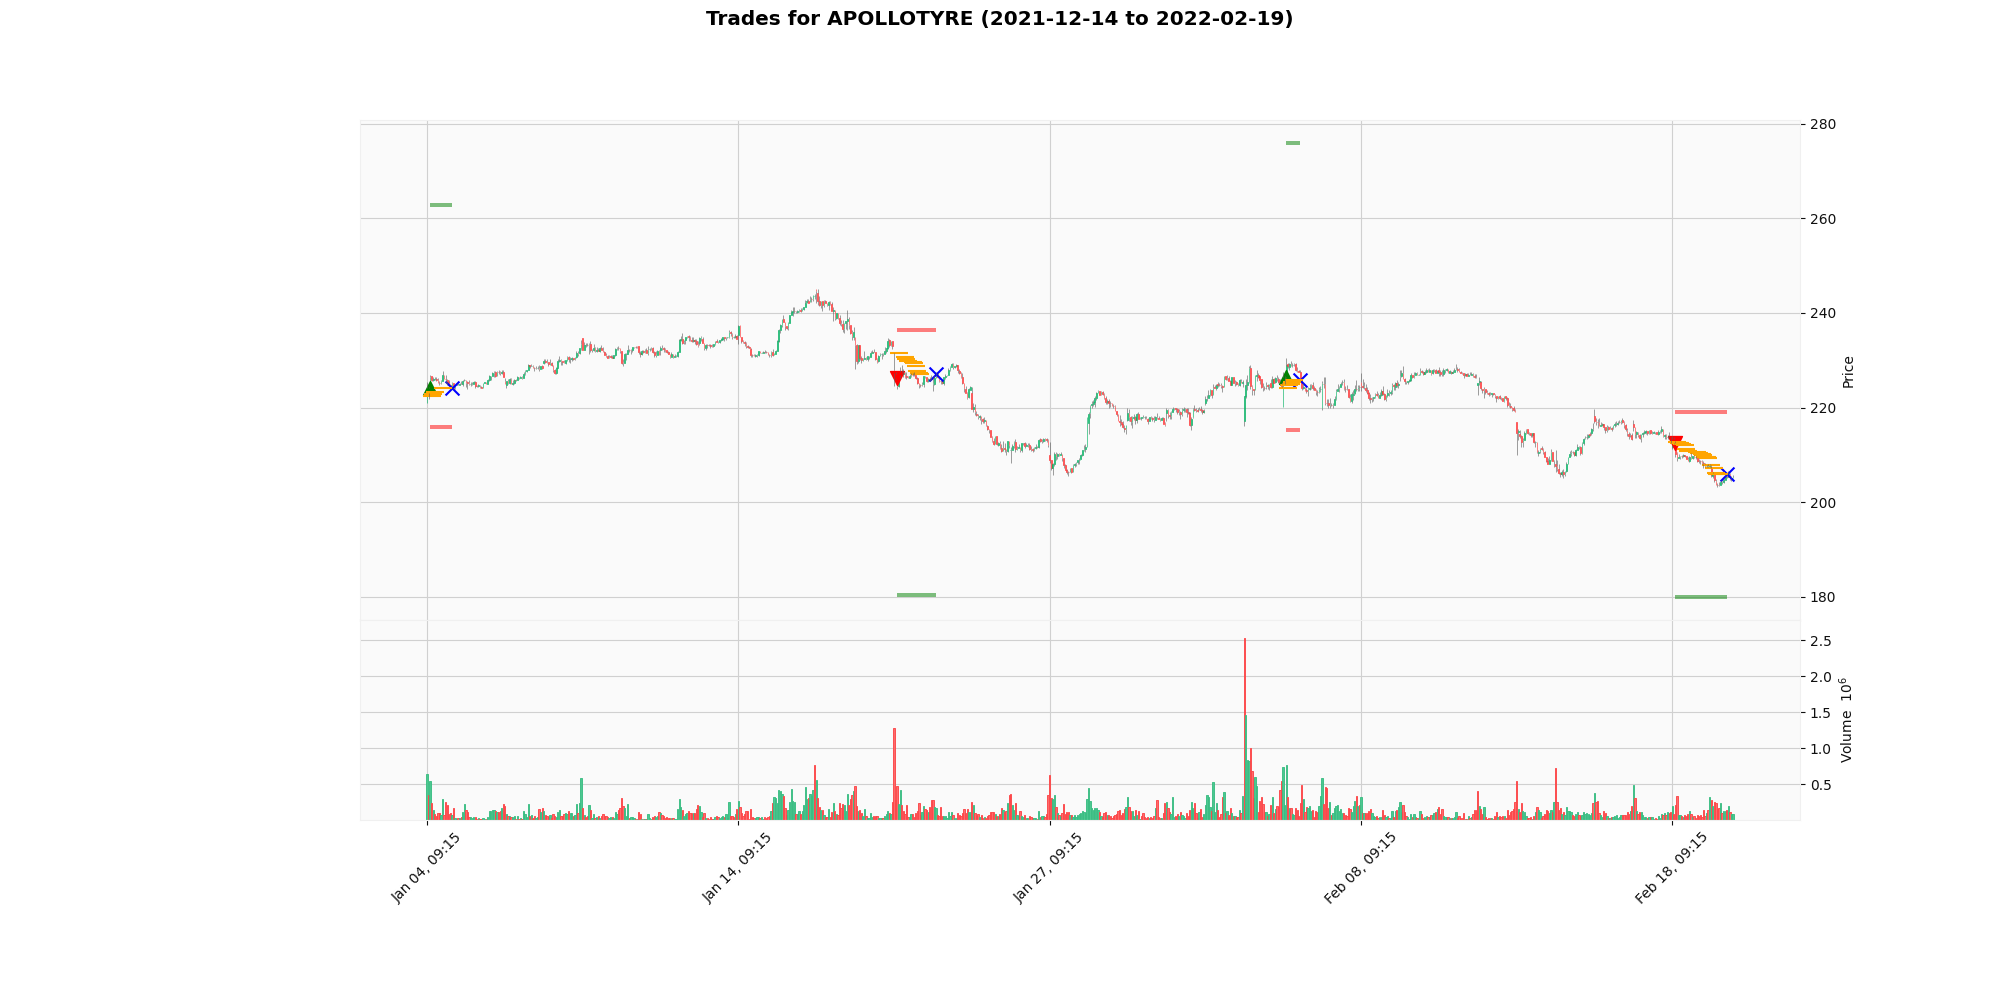 Trades for APOLLOTYRE (2021-12-14 to 2022-02-19)
280
260
240
220
200
180
Price
2.5
2.0
1.5
1.0
0.5
Volume 10^6
Jan 04, 09:15
Jan 14, 09:15
Jan 27, 09:15
Feb 08, 09:15
Feb 18, 09:15